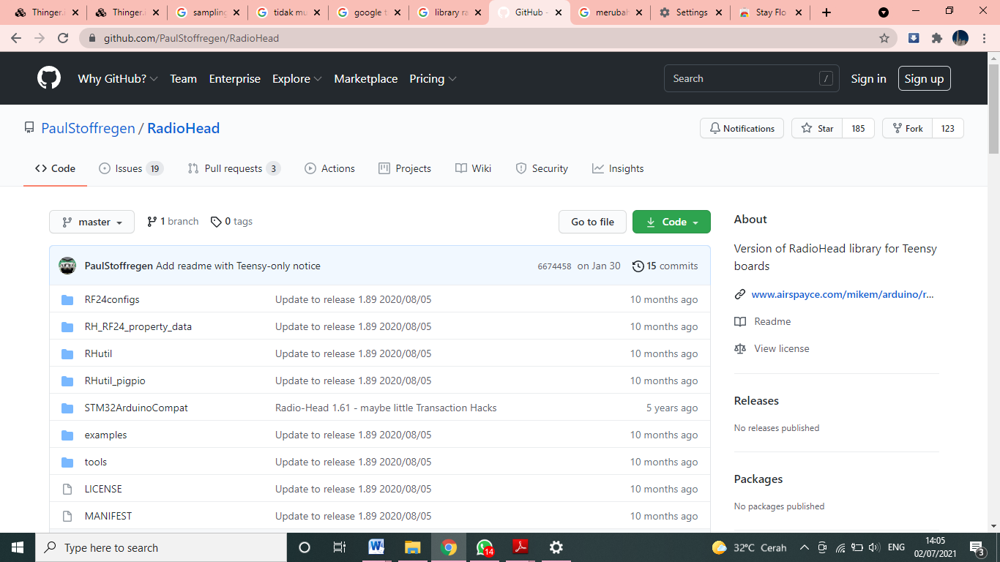 Thinger.i
Thinger.i
sampling
tidak mu
google t
library ra
GitHub -
merubah
Settings
Stay Flo
github.com/PaulStoffregen/RadioHead
Why GitHub? Team Enterprise Explore Marketplace Pricing Search / Sign in Sign up
PaulStoffregen / RadioHead Notifications Star 185 Fork 123
<> Code Issues 19 Pull requests 3 Actions Projects Wiki Security Insights
master 1 branch 0 tags Go to file Code
PaulStoffregen Add readme with Teensy-only notice 6674458 on Jan 30 15 commits
RF24configs Update to release 1.89 2020/08/05 10 months ago
RH_RF24_property_data Update to release 1.89 2020/08/05 10 months ago
RHutil Update to release 1.89 2020/08/05 10 months ago
RHutil_pigpio Update to release 1.89 2020/08/05 10 months ago
STM32ArduinoCompat Radio-Head 1.61 - maybe little Transaction Hacks 5 years ago
examples Update to release 1.89 2020/08/05 10 months ago
tools Update to release 1.89 2020/08/05 10 months ago
LICENSE Update to release 1.89 2020/08/05 10 months ago
MANIFEST Update to release 1.89 2020/08/05 10 months ago
About
Version of RadioHead library for Teensy
boards
www.airspayce.com/mikem/arduino/r...
Readme
View license
Releases
No releases published
Packages
No packages published
Type here to search
14
32°C Cerah
ENG
14:05
02/07/2021
3